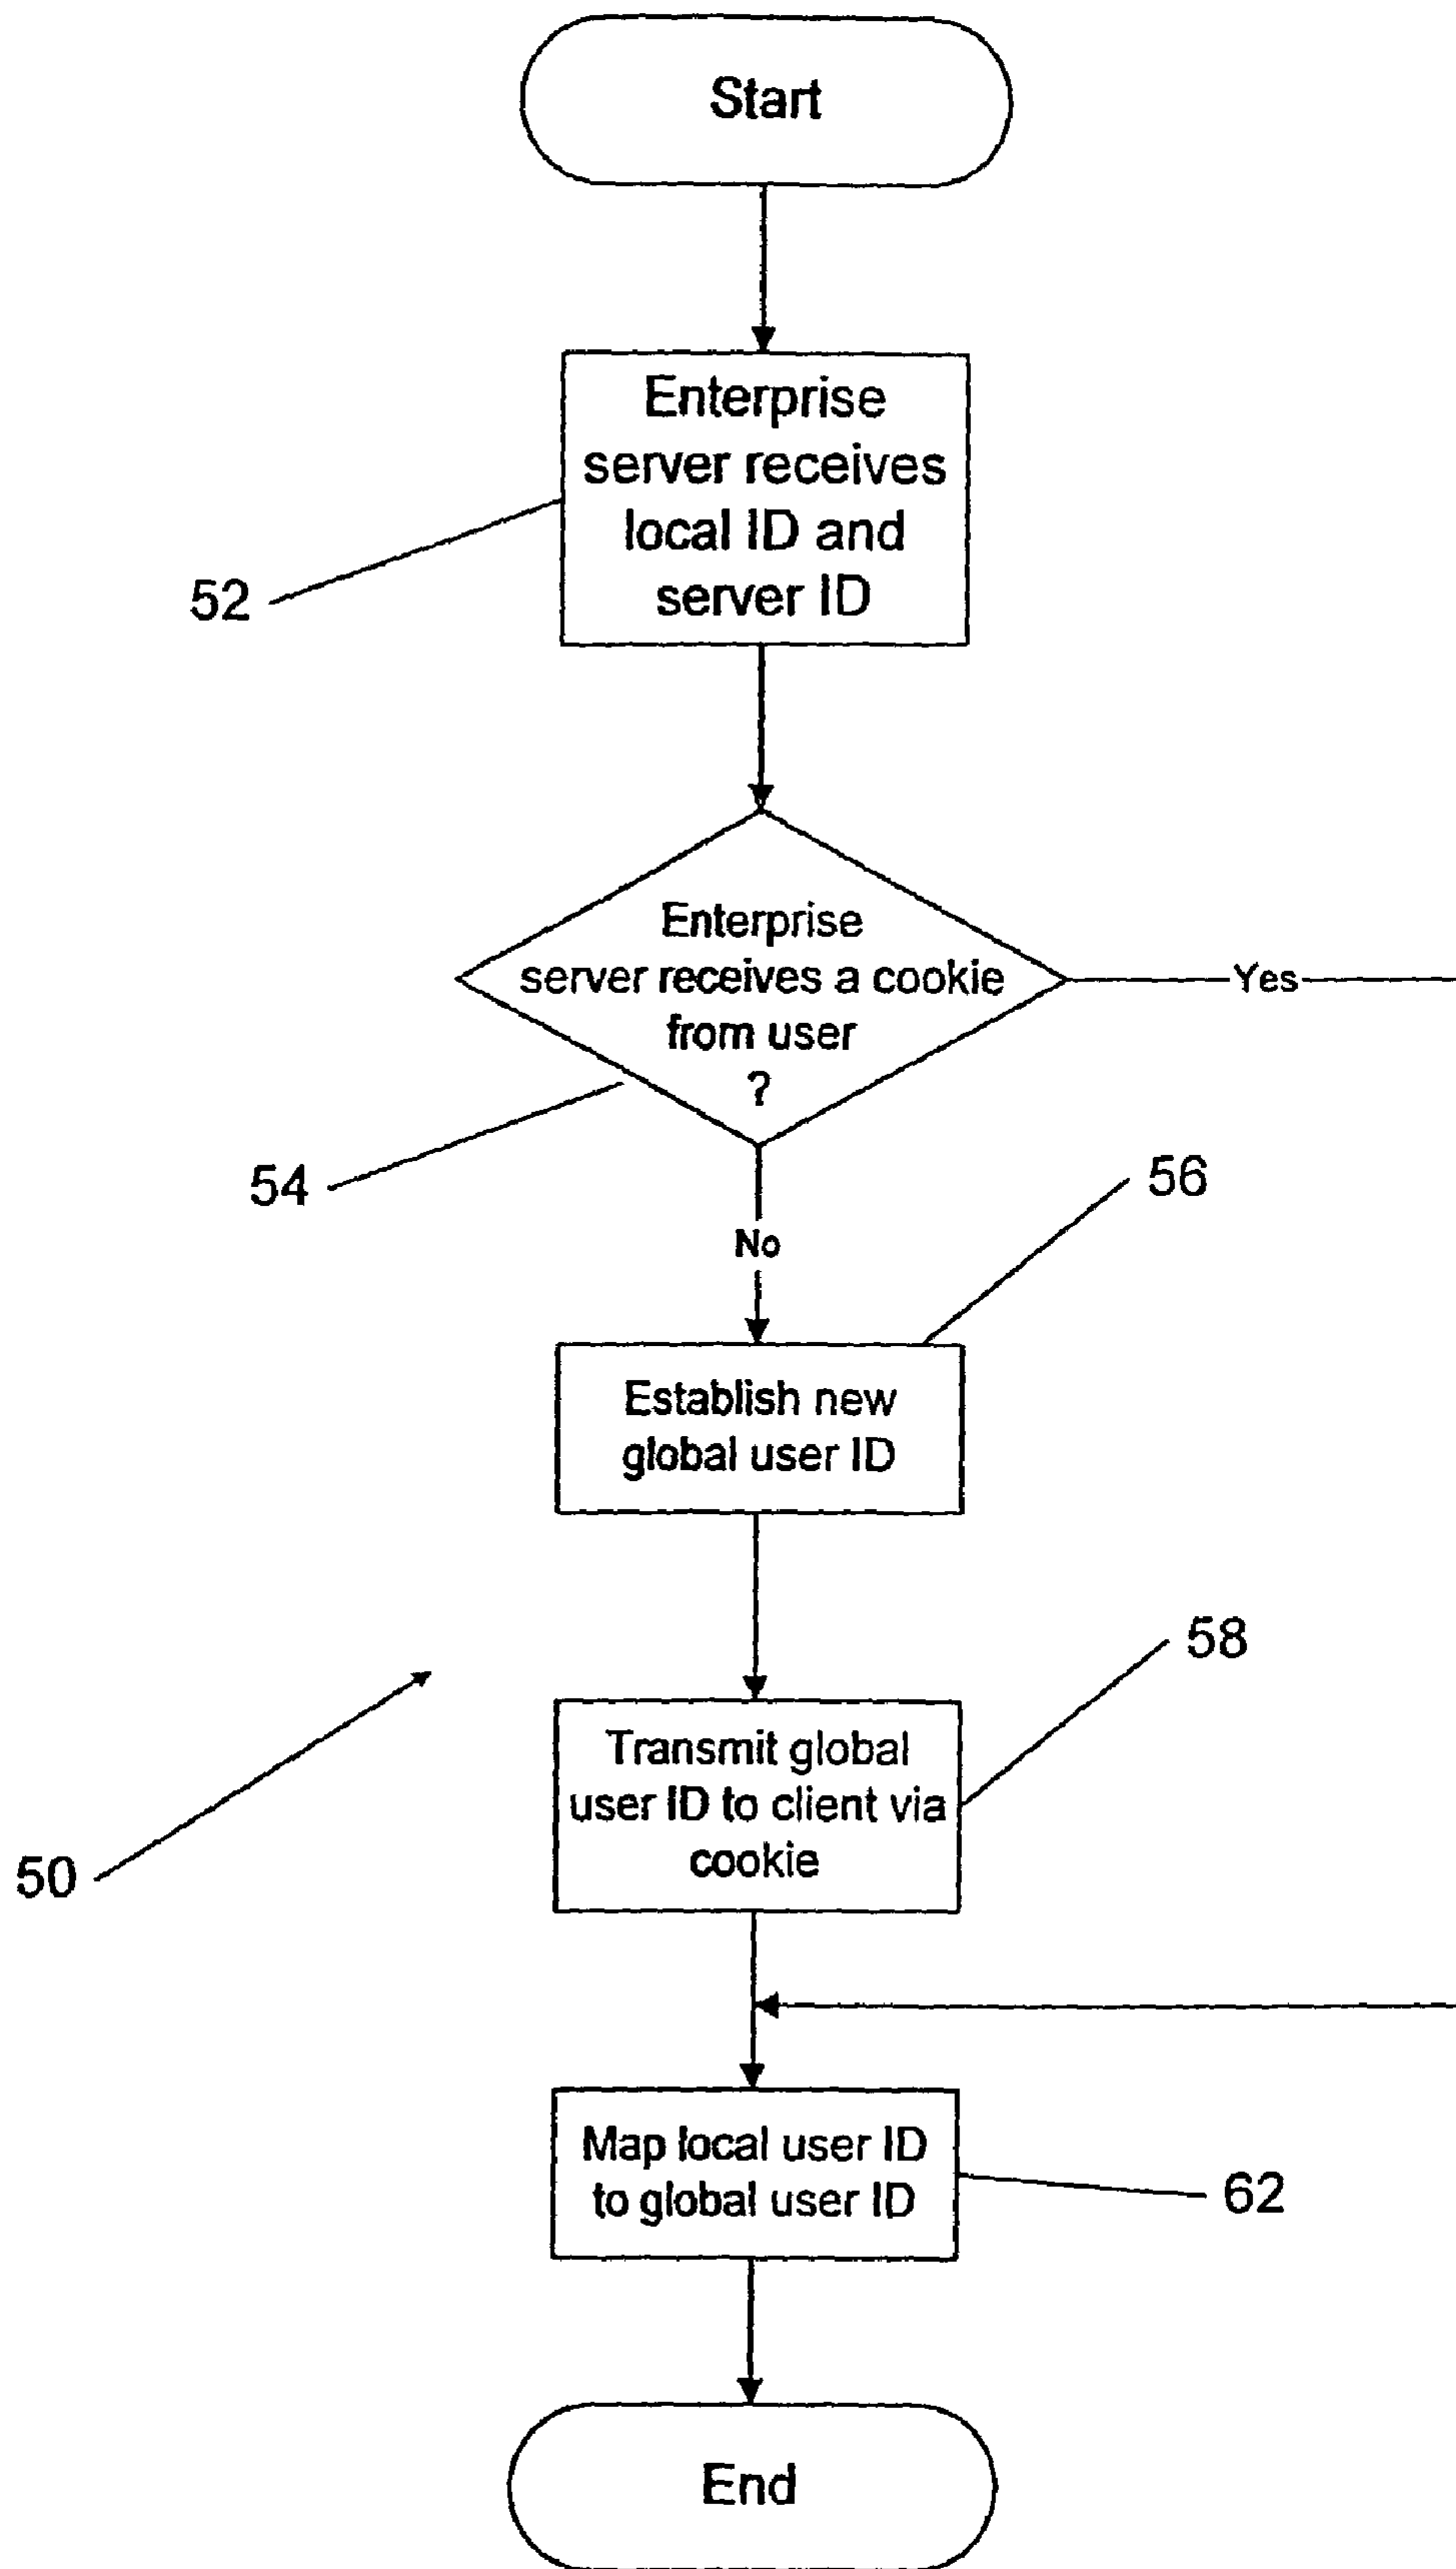 Start
Enterprise
server receives
local ID and
server ID
52
Enterprise
server receives a cookie
from user
?
Yes
54
No
56
Establish new
global user ID
58
Transmit global
user ID to client via
cookie
50
Map local user ID
to global user ID
62
End